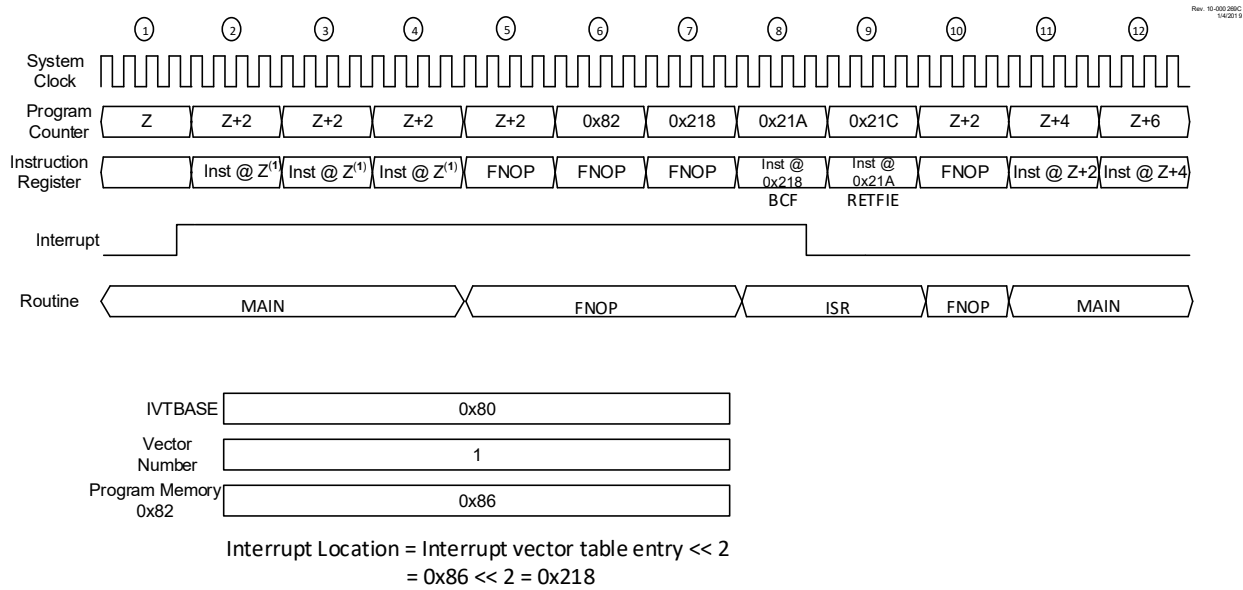 Rev. 10-000 269C
1/4/201 9
1 2 3 4 5 6 7 8 9 10 11 12
System
Clock
Program
Counter
Z Z+2 Z+2 Z+2 Z+2 0x82 0x218 0x21A 0x21C Z+2 Z+4 Z+6
Instruction
Register
Inst @ Z(1) Inst @ Z(1) Inst @ Z(1) FNOP FNOP FNOP Inst @ 0x218 Inst @ 0x21A FNOP Inst @ Z+2 Inst @ Z+4
BCF RETFIE
Interrupt
Routine MAIN FNOP ISR FNOP MAIN
IVTBASE 0x80
Vector
Number
1
Program Memory
0x82
0x86
Interrupt Location = Interrupt vector table entry << 2
= 0x86 << 2 = 0x218